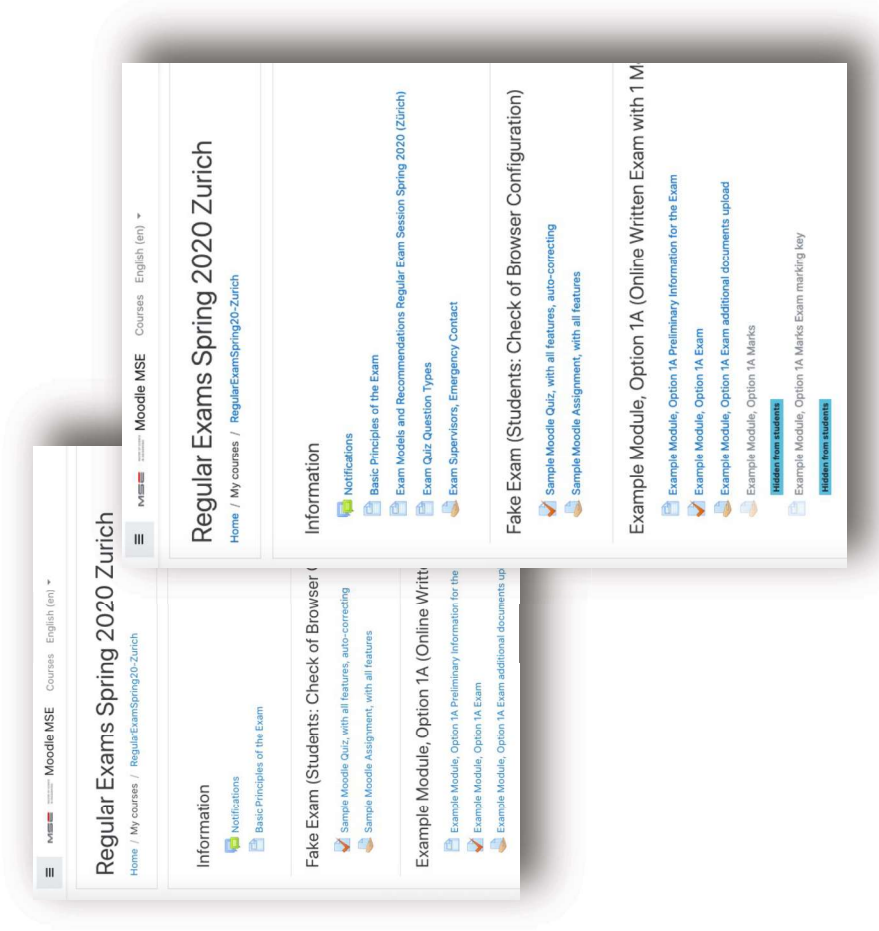 MSE Moodle MSE Courses English (en)
Regular Exams Spring 2020 Zurich
Home / My courses / RegularExamSpring20-Zurich
Information
Notifications
Basic Principles of the Exam
Fake Exam (Students: Check of Browser
Sample Moodle Quiz, with all features, auto-correcting
Sample Moodle Assignment, with all features
Example Module, Option 1A (Online Writt
Example Module, Option 1A Preliminary Information for the
Example Module, Option 1A Exam
Example Module, Option 1A Exam additional documents up
MSE Moodle MSE Courses English (en)
Regular Exams Spring 2020 Zurich
Home / My courses / RegularExamSpring20-Zurich
Information
Notifications
Basic Principles of the Exam
Exam Models and Recommendations Regular Exam Session Spring 2020 (Zürich)
Exam Quiz Question Types
Exam Supervisors, Emergency Contact
Fake Exam (Students: Check of Browser Configuration)
Sample Moodle Quiz, with all features, auto-correcting
Sample Moodle Assignment, with all features
Example Module, Option 1A (Online Written Exam with 1 M
Example Module, Option 1A Preliminary Information for the Exam
Example Module, Option 1A Exam
Example Module, Option 1A Exam additional documents upload
Example Module, Option 1A Marks
Hidden from students
Example Module, Option 1A Marks Exam marking key
Hidden from students